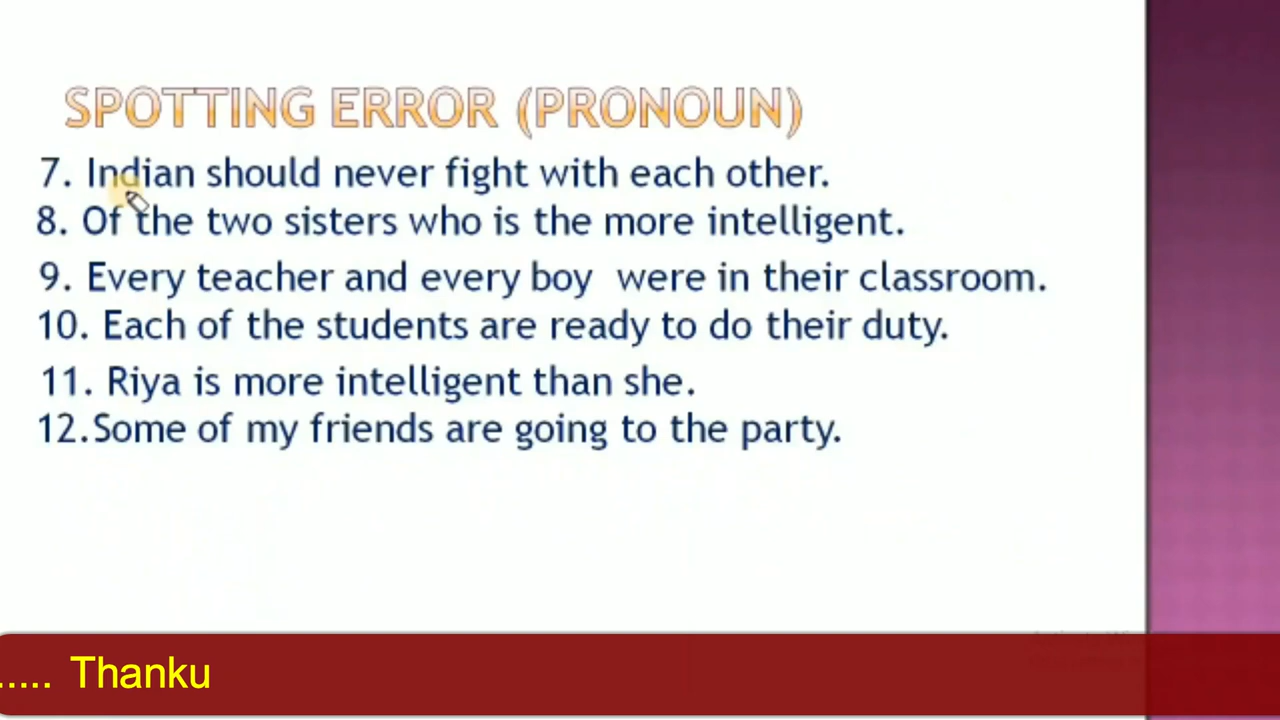 SPOTTING ERROR (PRONOUN)
7. Indian should never fight with each other.
8. Of the two sisters who is the more intelligent.
9. Every teacher and every boy were in their classroom.
10. Each of the students are ready to do their duty.
11. Riya is more intelligent than she.
12.Some of my friends are going to the party.
..... Thanku